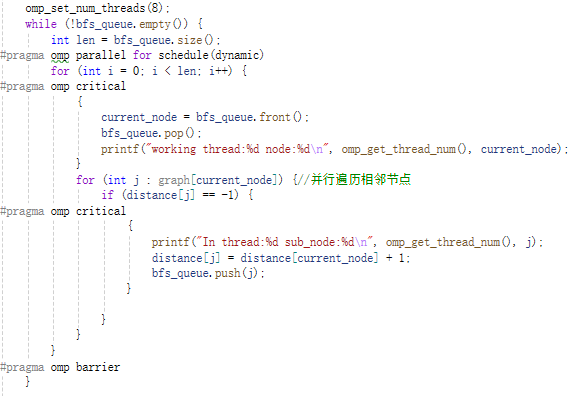 omp_set_num_threads(8);
while (!bfs_queue.empty()) {
int len = bfs_queue.size();
#pragma omp parallel for schedule(dynamic)
for (int i = 0; i < len; i++) {
#pragma omp critical
{
current_node = bfs_queue.front();
bfs_queue.pop();
printf("working thread:%d node:%d\n", omp_get_thread_num(), current_node);
}
for (int j : graph[current_node]) {//并行遍历相邻节点
if (distance[j] == -1) {
#pragma omp critical
{
printf("In thread:%d sub_node:%d\n", omp_get_thread_num(), j);
distance[j] = distance[current_node] + 1;
bfs_queue.push(j);
}
}
}
}
#pragma omp barrier
}